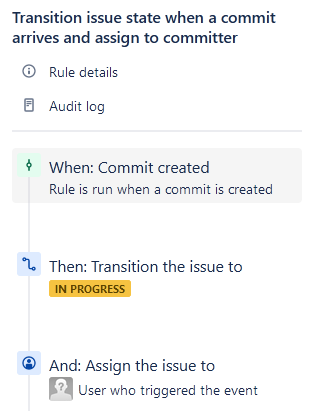 Transition issue state when a commit
arrives and assign to committer
Rule details
Audit log
When: Commit created
Rule is run when a commit is created
Then: Transition the issue to
IN PROGRESS
And: Assign the issue to
User who triggered the event